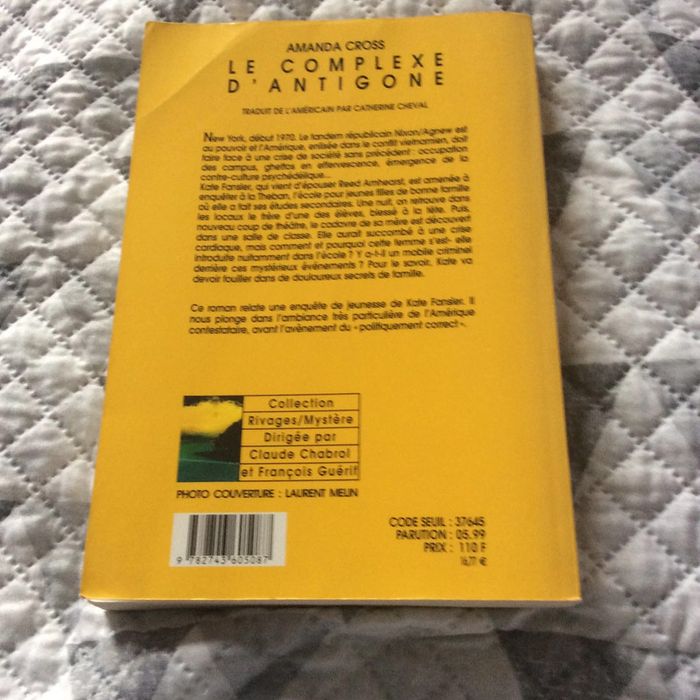 AMANDA CROSS
LE COMPLEXE
D'ANTIGONE
TRADUIT DE L'AMÉRICAIN PAR CATHERINE CHEVAL
New York, début 1970. Le tandem républicain Nixon/Agnew est
au pouvoir et l'Amérique, enlisée dans le conflit vietnamien, doit
faire face à une crise de société sans précédent : occupation
des campus, ghettos en effervescence, émergence de la
contre-culture psychédélique...
Kate Fansler, qui vient d'épouser Reed Amhearst, est amenée à
enquêter à la Theban, l'école pour jeunes filles de bonne famille
où elle a fait ses études secondaires. Une nuit, on retrouve dans
les locaux le frère d'une des élèves, blessé à la tête. Puis,
nouveau coup de théâtre, le cadavre de sa mère est découvert
dans une salle de classe. Elle aurait succombé à une crise
cardiaque, mais comment et pourquoi cette femme s'est- elle
introduite nuitamment dans l'école ? Y a-t-il un mobile criminel
derrière ces mystérieux événements ? Pour le savoir, Kate va
devoir fouiller dans de douloureux secrets de famille.
Ce roman relate une enquête de jeunesse de Kate Fansler. Il
nous plonge dans l'ambiance très particulière de l'Amérique
contestataire, avant l'avènement du « politiquement correct ».
Collection
Rivages/Mystère
Dirigée par
Claude Chabrol
et François Guérif
PHOTO COUVERTURE : LAURENT MELIN
9 782743 605087
CODE SEUIL : 37645
PARUTION : 05.99
PRIX : 110 F
16,77 €